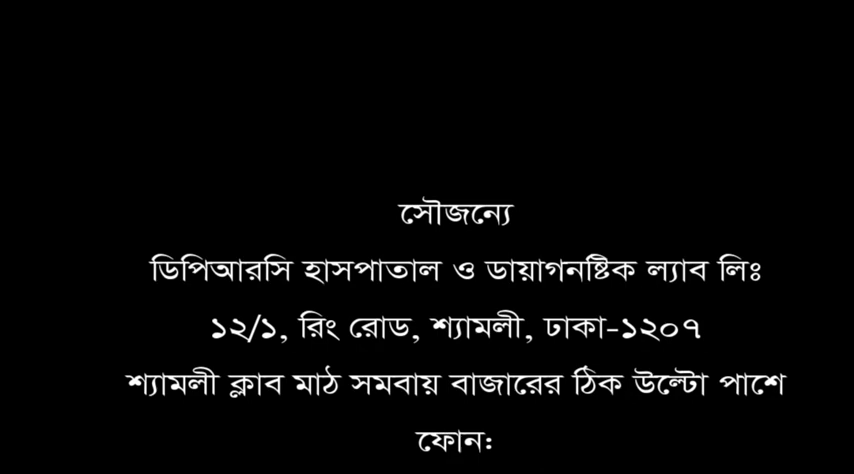 সৌজন্যে
ডিপিআরসি হাসপাতাল ও ডায়াগনষ্টিক ল্যাব লিঃ
১২/১, রিং রোড, শ্যামলী, ঢাকা-১২০৭
শ্যামলী ক্লাব মাঠ সমবায় বাজারের ঠিক উল্টো পাশে
ফোন: